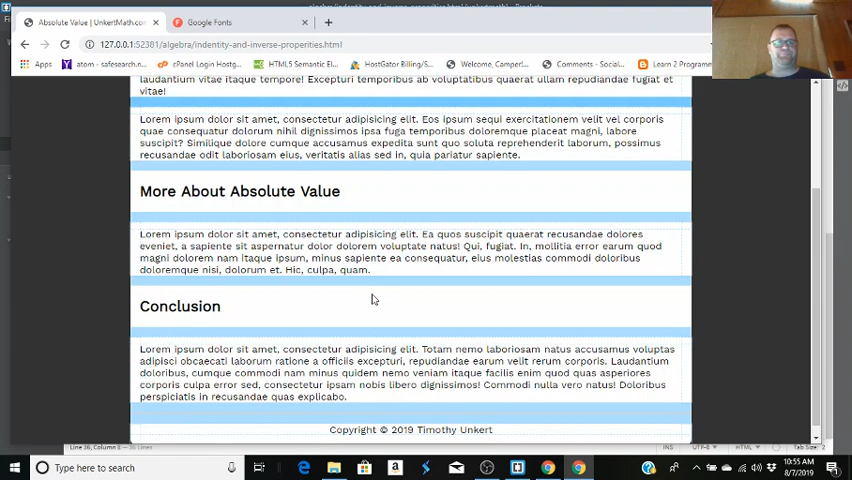 Absolute Value | UnkertMath.com
Google Fonts
127.0.0.1:52381/algebra/indentity-and-inverse-properities.html
Apps
atom - safesearch.n...
cPanel Login Hostg...
HTML5 Semantic El...
HostGator Billing/S...
Welcome, Camper!...
Comments - Social...
Learn 2 Programme
laudantium vitae itaque tempore! Excepturi temporibus ab voluptatibus quaerat ullam repudiandae fugiat et
vitae!
Lorem ipsum dolor sit amet, consectetur adipisicing elit. Eos ipsum sequi exercitationem velit vel corporis
quae consequatur dolorum nihil dignissimos ipsa fuga temporibus doloremque placeat magni, labore
suscipit? Similique dolore cumque accusamus expedita sunt quo soluta reprehenderit laborum, possimus
recusandae odit laboriosam eius, veritatis alias sed in, quia pariatur sapiente.
More About Absolute Value
Lorem ipsum dolor sit amet, consectetur adipisicing elit. Ea quos suscipit quaerat recusandae dolores
eveniet, a sapiente sit aspernatur dolor dolorem voluptate natus! Qui, fugiat. In, mollitia error earum quod
magni dolorem nam itaque ipsum, minus sapiente ea consequatur, eius molestias commodi dolores
doloremque nisi, dolorum et. Hic, culpa, quam.
Conclusion
Lorem ipsum dolor sit amet, consectetur adipisicing elit. Totam nemo laboriosam natus accusamus voluptas
adipisci obcaecati laborum ratione a officiis excepturi, repudiandae earum velit rerum corporis. Laudantium
doloribus, cumque commodi nam minus quidem nemo veniam itaque facilis enim quod quas asperiores
corporis culpa error sed, consectetur ipsam nobis libero dignissimos! Commodi nulla vero natus! Doloribus
perspiciatis in recusandae quas explicabo.
Copyright © 2019 Timothy Unkert
INS
UTF-8
HTML
Tab Size: 2
Type here to search
10:55 AM
8/7/2019